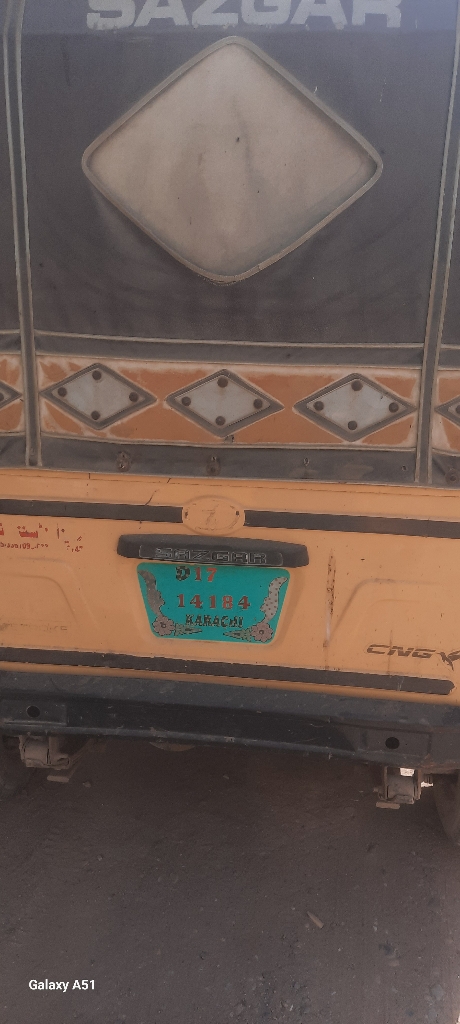 SAZGAR
SAZGAR
D17
14184
KARACHI
CNG
Galaxy A51